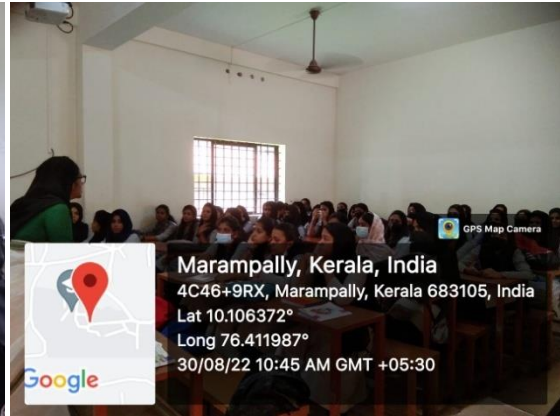 GPS Map Camera
Marampally, Kerala, India
4C46+9RX, Marampally, Kerala 683105, India
Lat 10.106372°
Long 76.411987°
30/08/22 10:45 AM GMT +05:30
Google